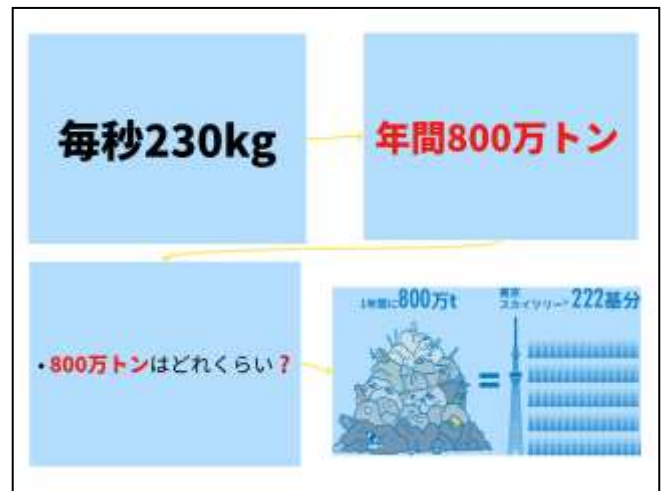 毎秒230kg
年間800万トン
・800万トンはどれくらい?
1年間に800万t
東京
スカイツリー® 222基分